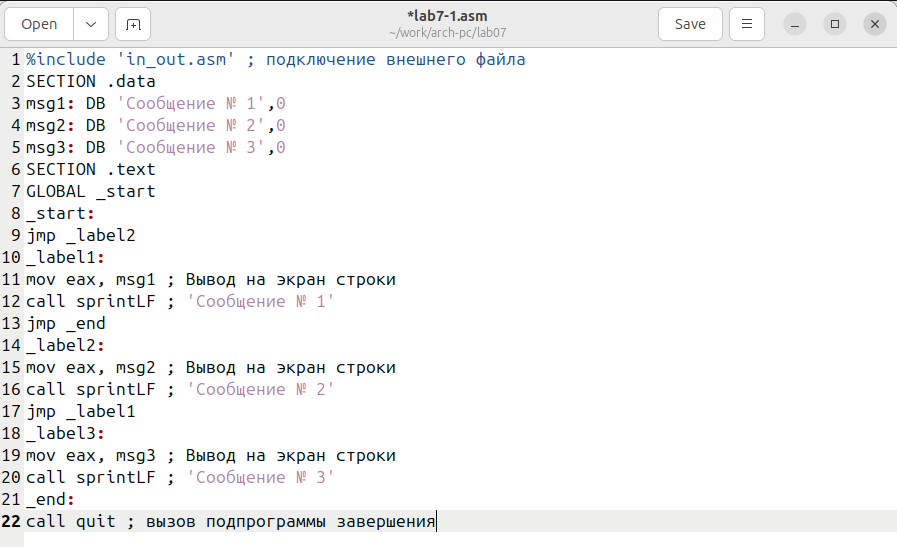 Open
*lab7-1.asm
~/work/arch-pc/lab07
Save
1 %include 'in_out.asm' ; подключение внешнего файла
2 SECTION .data
3 msg1: DB 'Сообщение № 1',0
4 msg2: DB 'Сообщение № 2',0
5 msg3: DB 'Сообщение № 3',0
6 SECTION .text
7 GLOBAL _start
8 _start:
9 jmp _label2
10 _label1:
11 mov eax, msg1 ; Вывод на экран строки
12 call sprintLF ; 'Сообщение № 1'
13 jmp _end
14 _label2:
15 mov eax, msg2 ; Вывод на экран строки
16 call sprintLF ; 'Сообщение № 2'
17 jmp _label1
18 _label3:
19 mov eax, msg3 ; Вывод на экран строки
20 call sprintLF ; 'Сообщение № 3'
21 _end:
22 call quit ; вызов подпрограммы завершения